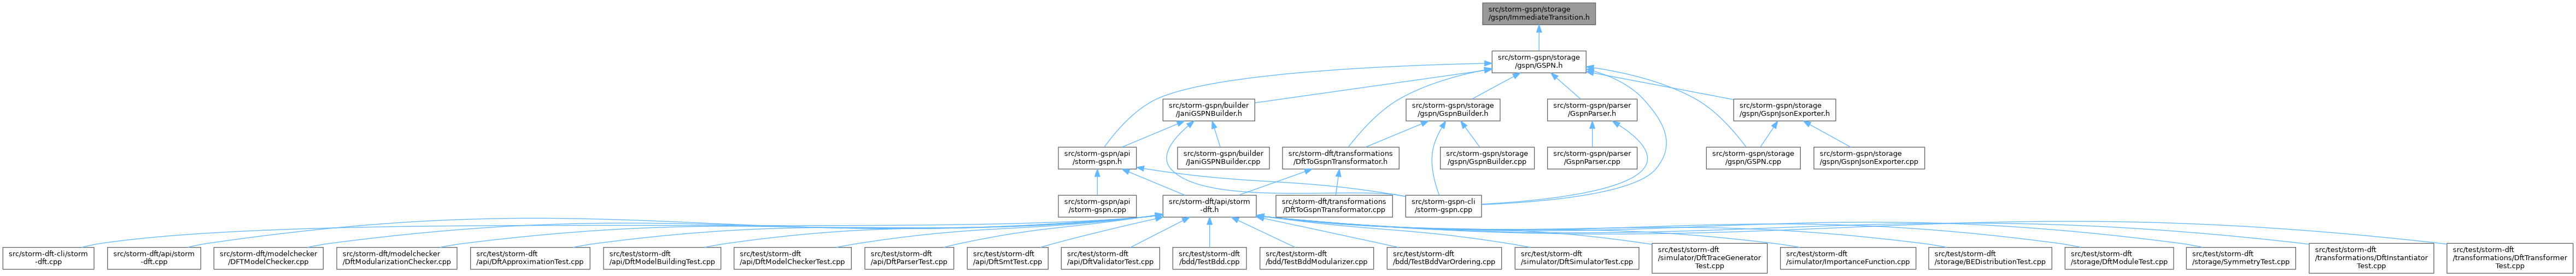 src/storm-gspn/storage
/gspn/ImmediateTransition.h
src/storm-gspn/storage
/gspn/GSPN.h
src/storm-gspn/builder
/JaniGSPNBuilder.h
src/storm-gspn/storage
/gspn/GspnBuilder.h
src/storm-gspn/parser
/GspnParser.h
src/storm-gspn/storage
/gspn/GspnJsonExporter.h
src/storm-gspn/api
/storm-gspn.h
src/storm-gspn/builder
/JaniGSPNBuilder.cpp
src/storm-dft/transformations
/DftToGspnTransformator.h
src/storm-gspn/storage
/gspn/GspnBuilder.cpp
src/storm-gspn/parser
/GspnParser.cpp
src/storm-gspn/storage
/gspn/GSPN.cpp
src/storm-gspn/storage
/gspn/GspnJsonExporter.cpp
src/storm-gspn/api
/storm-gspn.cpp
src/storm-dft/api/storm
-dft.h
src/storm-dft/transformations
/DftToGspnTransformator.cpp
src/storm-gspn-cli
/storm-gspn.cpp
src/storm-dft-cli/storm
-dft.cpp
src/storm-dft/api/storm
-dft.cpp
src/storm-dft/modelchecker
/DFTModelChecker.cpp
src/storm-dft/modelchecker
/DftModularizationChecker.cpp
src/test/storm-dft
/api/DftApproximationTest.cpp
src/test/storm-dft
/api/DftModelBuildingTest.cpp
src/test/storm-dft
/api/DftModelCheckerTest.cpp
src/test/storm-dft
/api/DftParserTest.cpp
src/test/storm-dft
/api/DftSmtTest.cpp
src/test/storm-dft
/api/DftValidatorTest.cpp
src/test/storm-dft
/bdd/TestBdd.cpp
src/test/storm-dft
/bdd/TestBddModularizer.cpp
src/test/storm-dft
/bdd/TestBddVarOrdering.cpp
src/test/storm-dft
/simulator/DftSimulatorTest.cpp
src/test/storm-dft
/simulator/DftTraceGenerator
Test.cpp
src/test/storm-dft
/simulator/ImportanceFunction.cpp
src/test/storm-dft
/storage/BEDistributionTest.cpp
src/test/storm-dft
/storage/DftModuleTest.cpp
src/test/storm-dft
/storage/SymmetryTest.cpp
src/test/storm-dft
/transformations/DftInstantiator
Test.cpp
src/test/storm-dft
/transformations/DftTransformer
Test.cpp